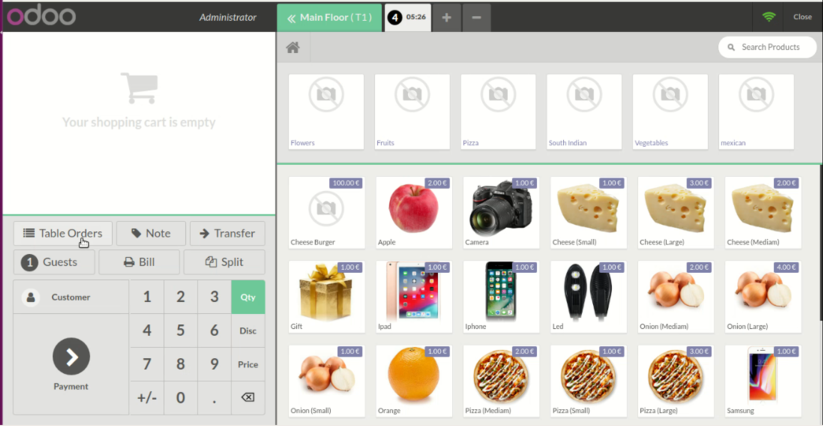 odoo
Administrator
Main Floor ( T1 )
4 05:26
+
−
Close
Your shopping cart is empty
Search Products
Flowers
Fruits
Pizza
South Indian
Vegetables
mexican
100.00 €
Cheese Burger
2.00 €
Apple
1.00 €
Camera
1.00 €
Cheese (Small)
3.00 €
Cheese (Large)
2.00 €
Cheese (Mediam)
Table Orders
Note
Transfer
1 Guests
Bill
Split
Customer
1 2 3 Qty
4 5 6 Disc
7 8 9 Price
+/- 0 .
Payment
1.00 €
Gift
1.00 €
Ipad
1.00 €
Iphone
1.00 €
Led
2.00 €
Onion (Mediam)
4.00 €
Onion (Large)
1.00 €
Onion (Small)
1.00 €
Orange
2.00 €
Pizza (Mediam)
1.00 €
Pizza (Small)
3.00 €
Pizza (Large)
1.00 €
Samsung